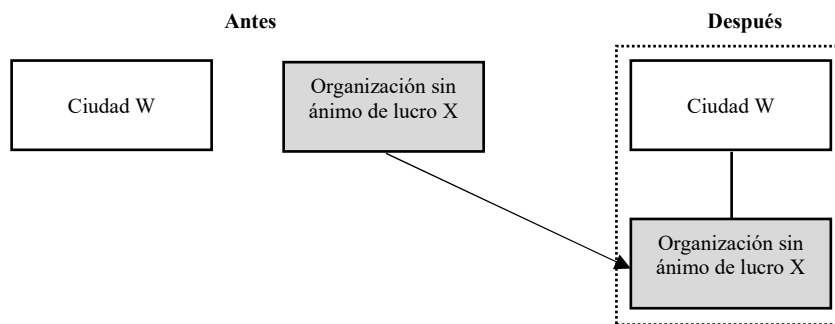 Antes
Después
Ciudad W
Organización sin
ánimo de lucro X
Ciudad W
Organización sin
ánimo de lucro X